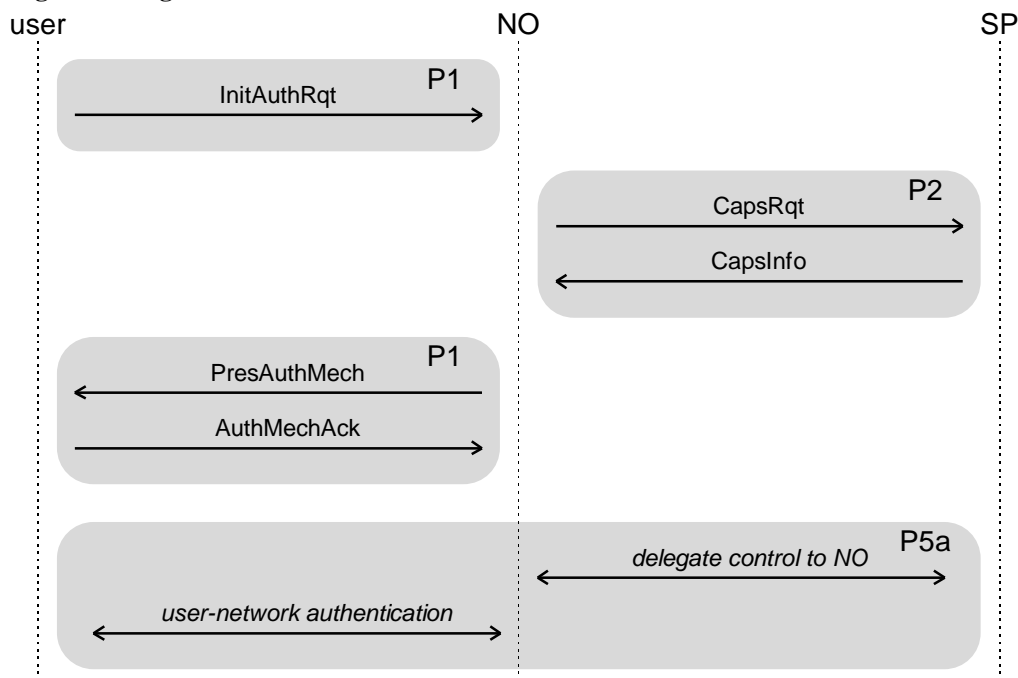 user NO SP
P1
InitAuthRqt
P2
CapsRqt
CapsInfo
P1
PresAuthMech
AuthMechAck
P5a
delegate control to NO
user-network authentication